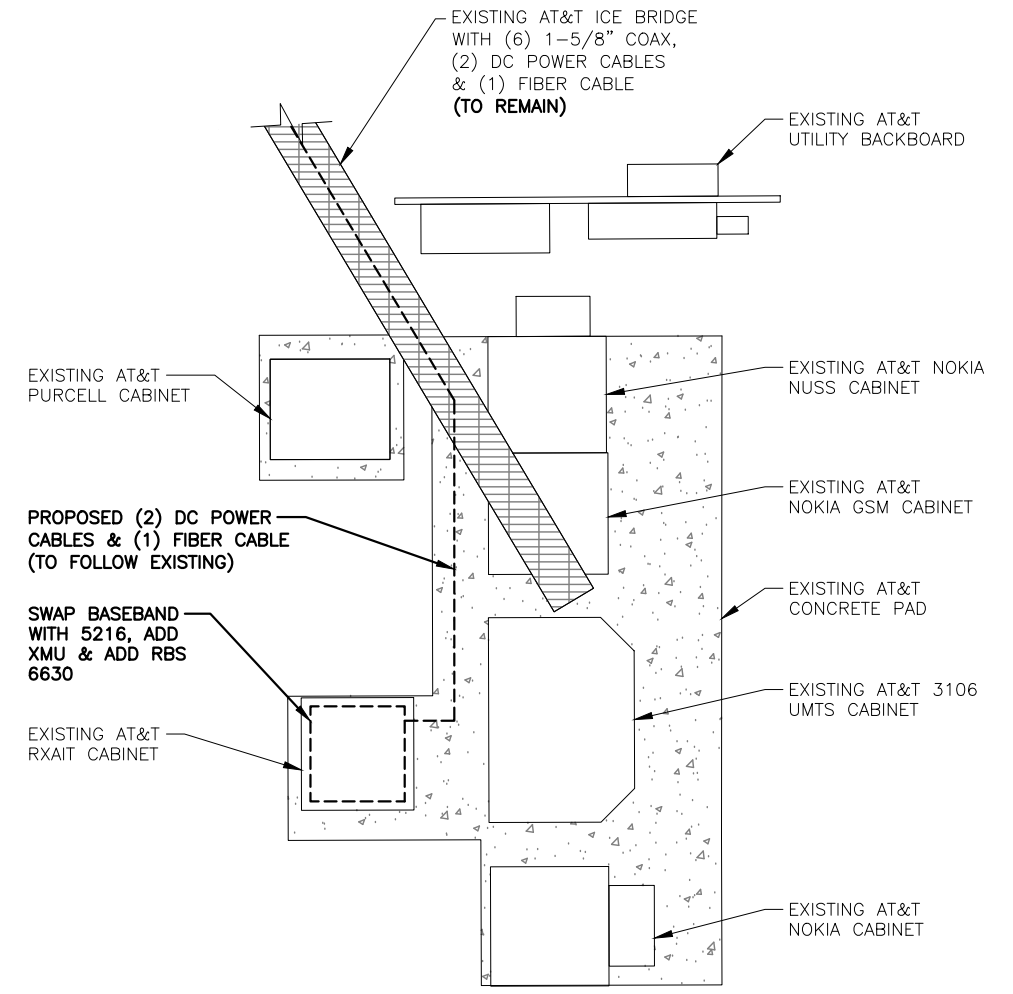 EXISTING AT&T ICE BRIDGE
WITH (6) 1-5/8" COAX,
(2) DC POWER CABLES
& (1) FIBER CABLE
(TO REMAIN)
EXISTING AT&T
UTILITY BACKBOARD
EXISTING AT&T
PURCELL CABINET
EXISTING AT&T NOKIA
NUSS CABINET
EXISTING AT&T
NOKIA GSM CABINET
PROPOSED (2) DC POWER
CABLES & (1) FIBER CABLE
(TO FOLLOW EXISTING)
EXISTING AT&T
CONCRETE PAD
SWAP BASEBAND
WITH 5216, ADD
XMU & ADD RBS
6630
EXISTING AT&T 3106
UMTS CABINET
EXISTING AT&T
RXAIT CABINET
EXISTING AT&T
NOKIA CABINET